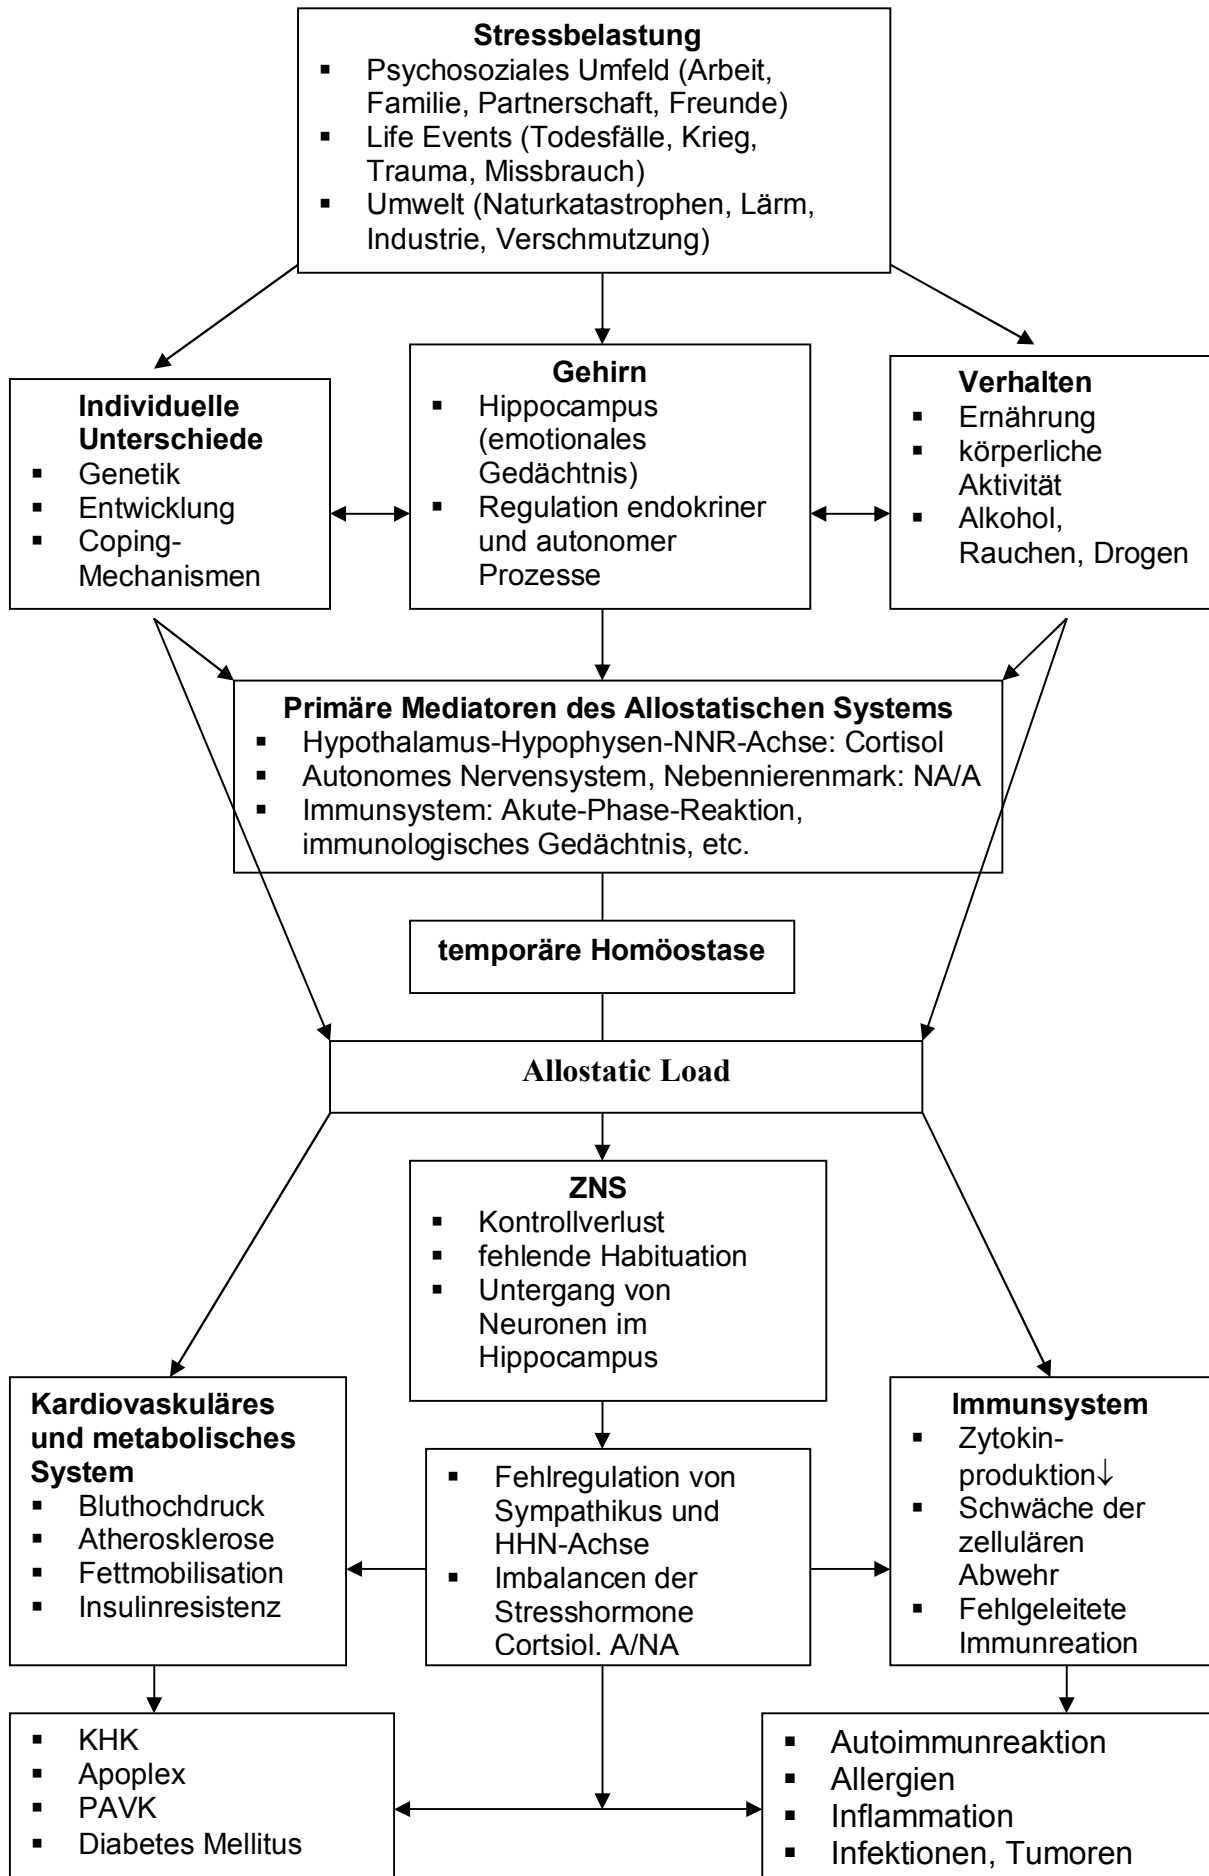 Stressbelastung
▪ Psychosoziales Umfeld (Arbeit,
Familie, Partnerschaft, Freunde)
▪ Life Events (Todesfälle, Krieg,
Trauma, Missbrauch)
▪ Umwelt (Naturkatastrophen, Lärm,
Industrie, Verschmutzung)
Individuelle
Unterschiede
▪ Genetik
▪ Entwicklung
▪ Coping-
Mechanismen
Gehirn
▪ Hippocampus
(emotionales
Gedächtnis)
▪ Regulation endokriner
und autonomer
Prozesse
Verhalten
▪ Ernährung
▪ körperliche
Aktivität
▪ Alkohol,
Rauchen, Drogen
Primäre Mediatoren des Allostatischen Systems
▪ Hypothalamus-Hypophysen-NNR-Achse: Cortisol
▪ Autonomes Nervensystem, Nebennierenmark: NA/A
▪ Immunsystem: Akute-Phase-Reaktion,
immunologisches Gedächtnis, etc.
temporäre Homöostase
Allostatic Load
ZNS
▪ Kontrollverlust
▪ fehlende Habituation
▪ Untergang von
Neuronen im
Hippocampus
Kardiovaskuläres
und metabolisches
System
▪ Bluthochdruck
▪ Atherosklerose
▪ Fettmobilisation
▪ Insulinresistenz
▪ Fehlregulation von
Sympathikus und
HHN-Achse
▪ Imbalancen der
Stresshormone
Cortsiol. A/NA
Immunsystem
▪ Zytokin-
produktion↓
▪ Schwäche der
zellulären
Abwehr
▪ Fehlgeleitete
Immunreation
▪ KHK
▪ Apoplex
▪ PAVK
▪ Diabetes Mellitus
▪ Autoimmunreaktion
▪ Allergien
▪ Inflammation
▪ Infektionen, Tumoren